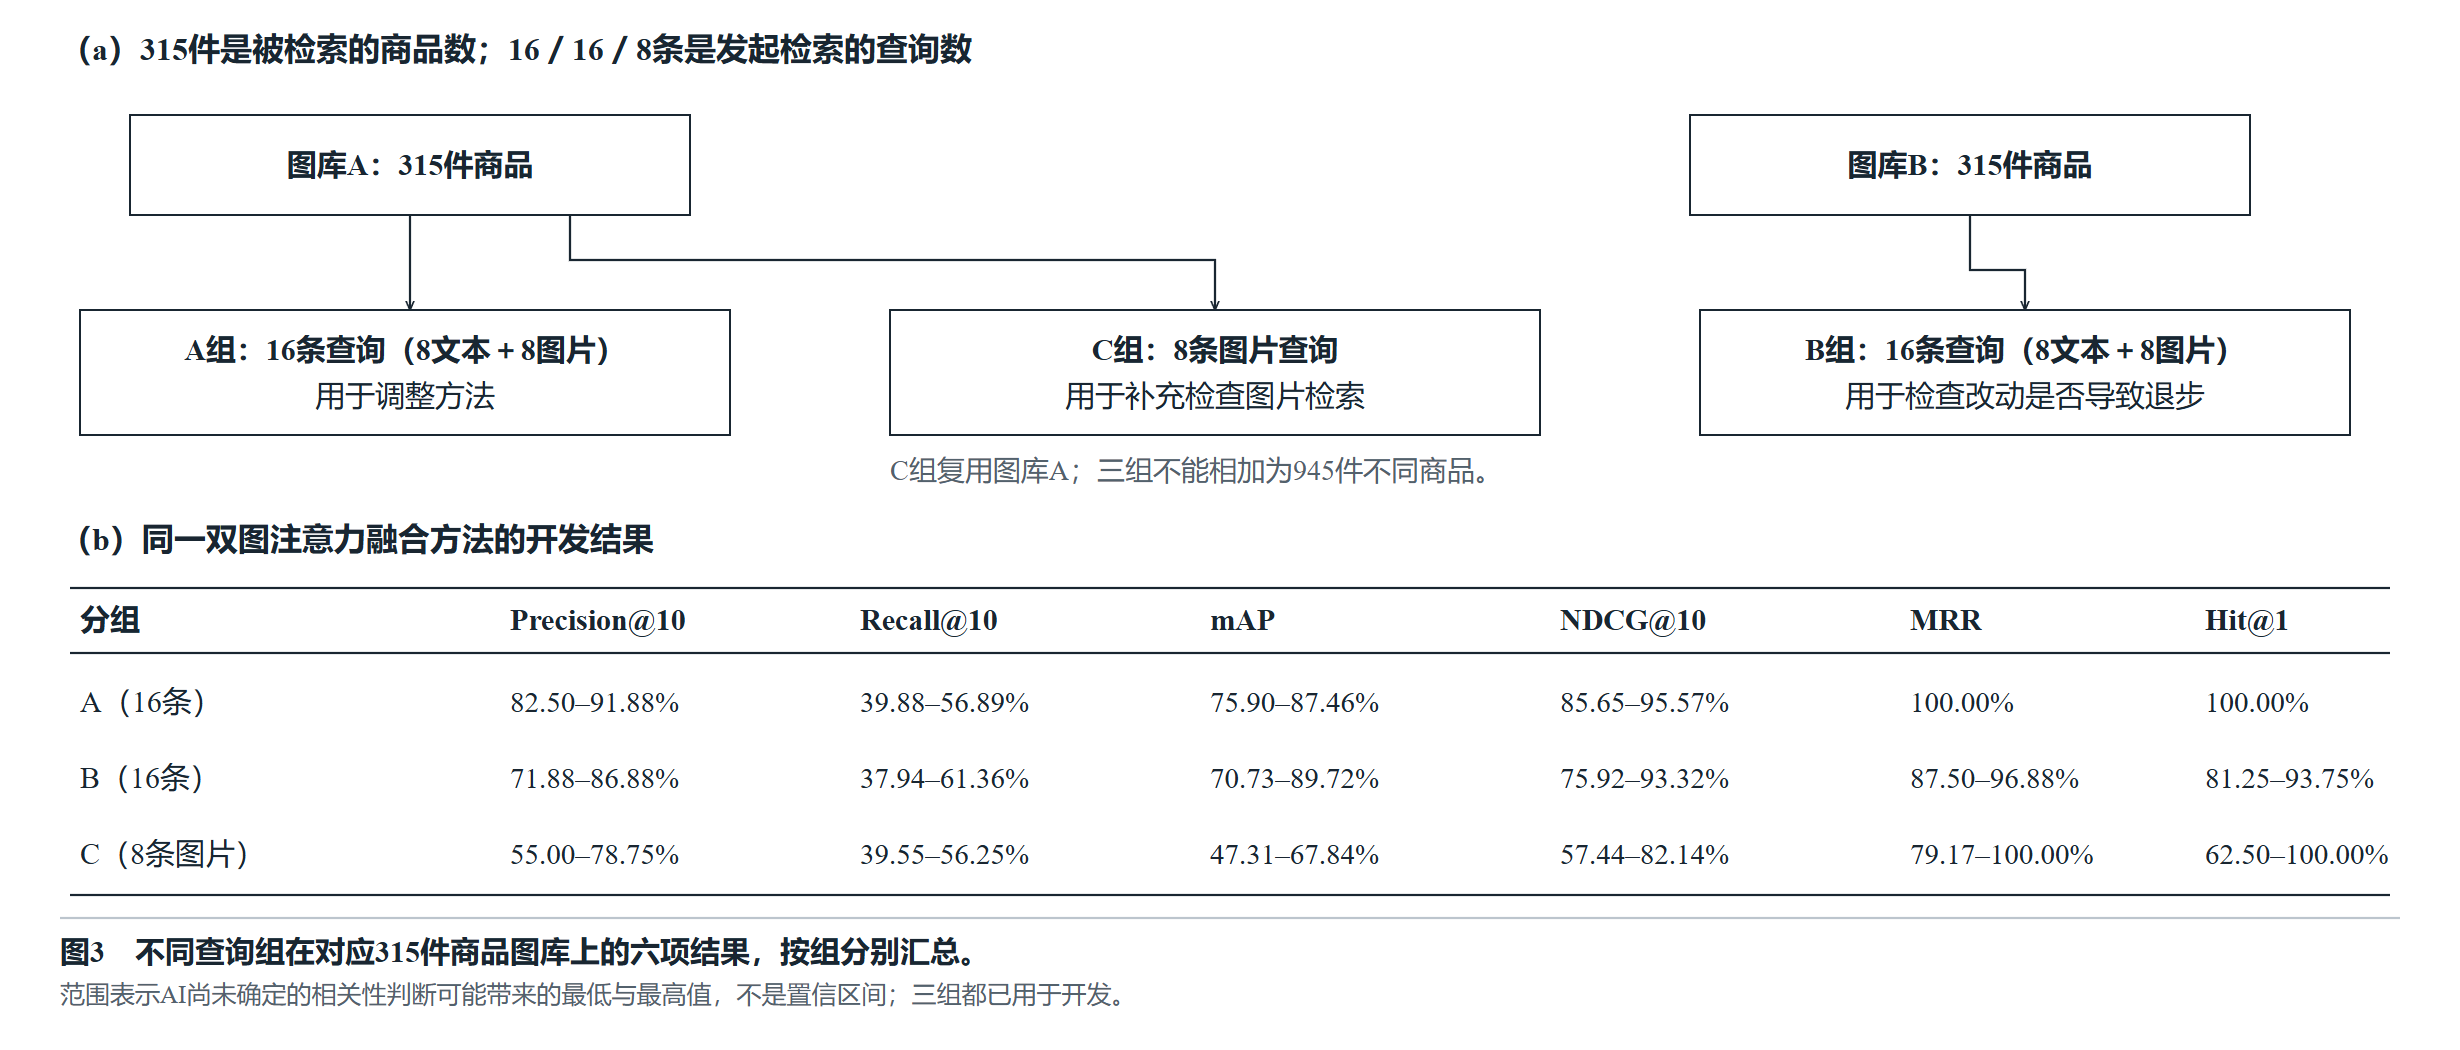 （a）315件是被检索的商品数；16 / 16 / 8条是发起检索的查询数
图库A：315件商品
图库B：315件商品
A组：16条查询（8文本 + 8图片）
用于调整方法
C组：8条图片查询
用于补充检查图片检索
B组：16条查询（8文本 + 8图片）
用于检查改动是否导致退步
C组复用图库A；三组不能相加为945件不同商品。
（b）同一双图注意力融合方法的开发结果
分组 Precision@10 Recall@10 mAP NDCG@10 MRR Hit@1
A（16条） 82.50–91.88% 39.88–56.89% 75.90–87.46% 85.65–95.57% 100.00% 100.00%
B（16条） 71.88–86.88% 37.94–61.36% 70.73–89.72% 75.92–93.32% 87.50–96.88% 81.25–93.75%
C（8条图片） 55.00–78.75% 39.55–56.25% 47.31–67.84% 57.44–82.14% 79.17–100.00% 62.50–100.00%
图3 不同查询组在对应315件商品图库上的六项结果，按组分别汇总。
范围表示AI尚未确定的相关性判断可能带来的最低与最高值，不是置信区间；三组都已用于开发。